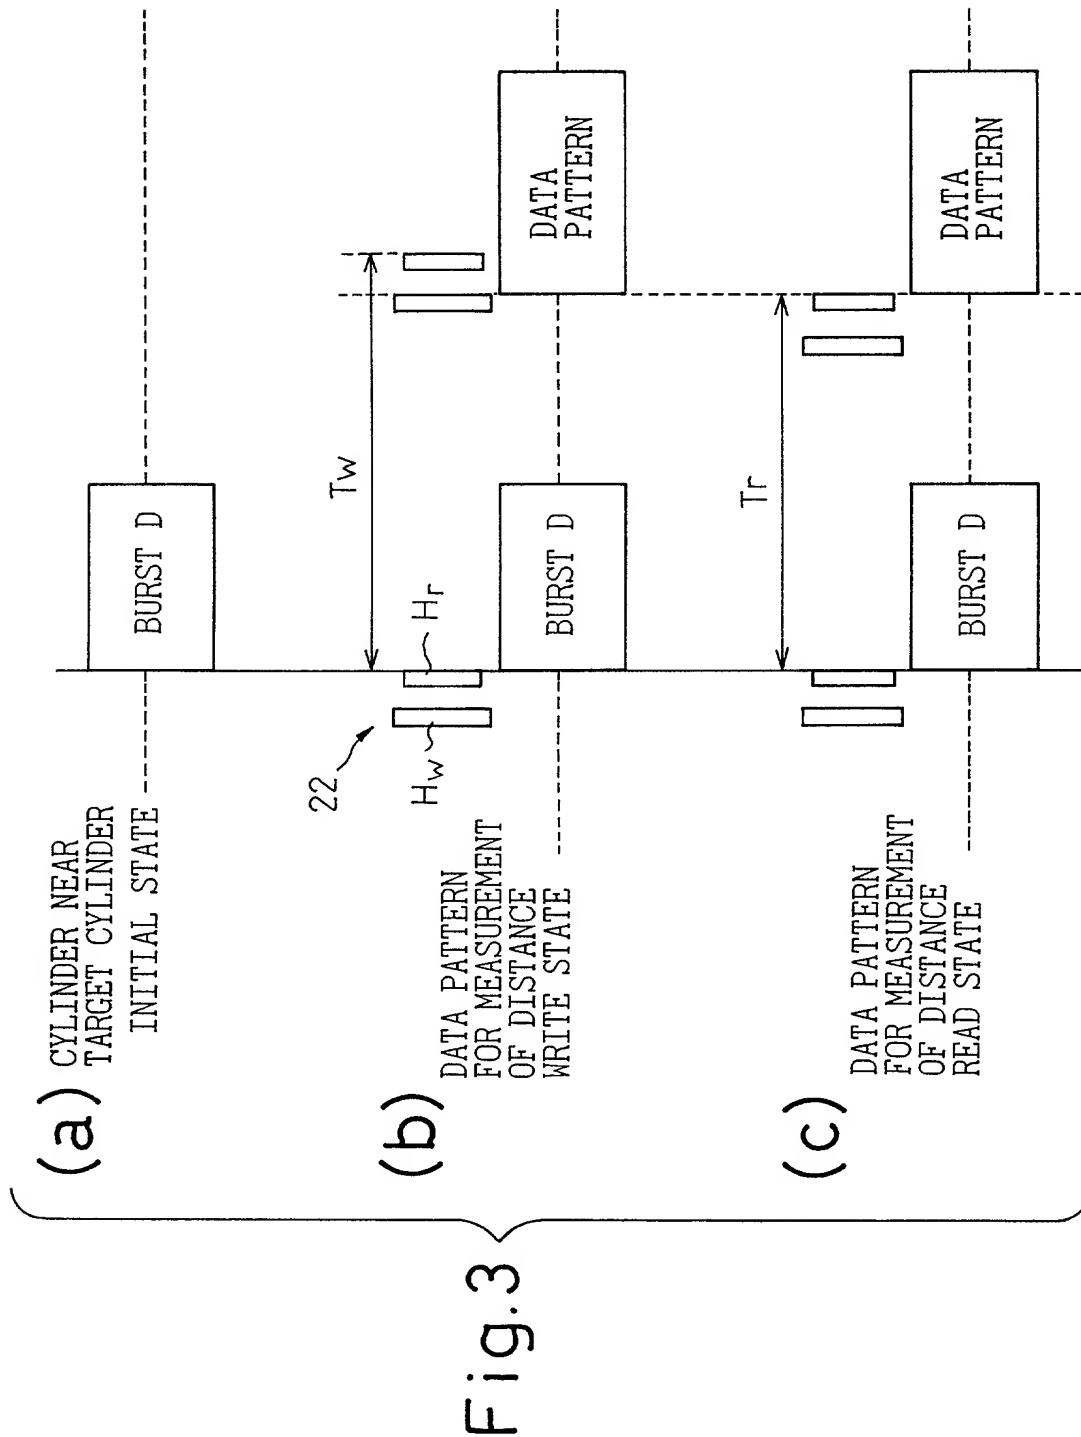 Fig.3
(a) CYLINDER NEAR
TARGET CYLINDER
INITIAL STATE
BURST D
(b) DATA PATTERN
FOR MEASUREMENT
OF DISTANCE
WRITE STATE
22
Hw
Hr
Tw
BURST D
DATA
PATTERN
(c) DATA PATTERN
FOR MEASUREMENT
OF DISTANCE
READ STATE
Tr
BURST D
DATA
PATTERN